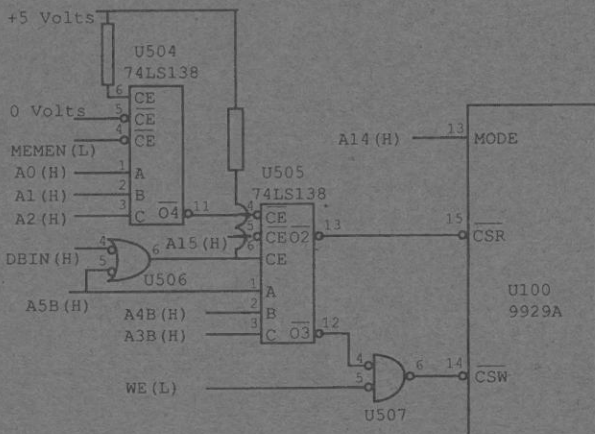 +5 Volts
U504
74LS138
6 CE
0 Volts
5 CE
4 CE
MEMEN(L)
A0(H) 1 A
A1(H) 2 B
A2(H) 3 C
O4 11
DBIN(H) 4
5
6
U506
A5B(H)
U505
74LS138
4 CE
A15(H) 5 CE O2 13
6 CE
1 A
A4B(H) 2 B
A3B(H) 3 C O3 12
WE(L)
4
5
6
U507
A14(H) 13 MODE
15 CSR
U100
9929A
14 CSW